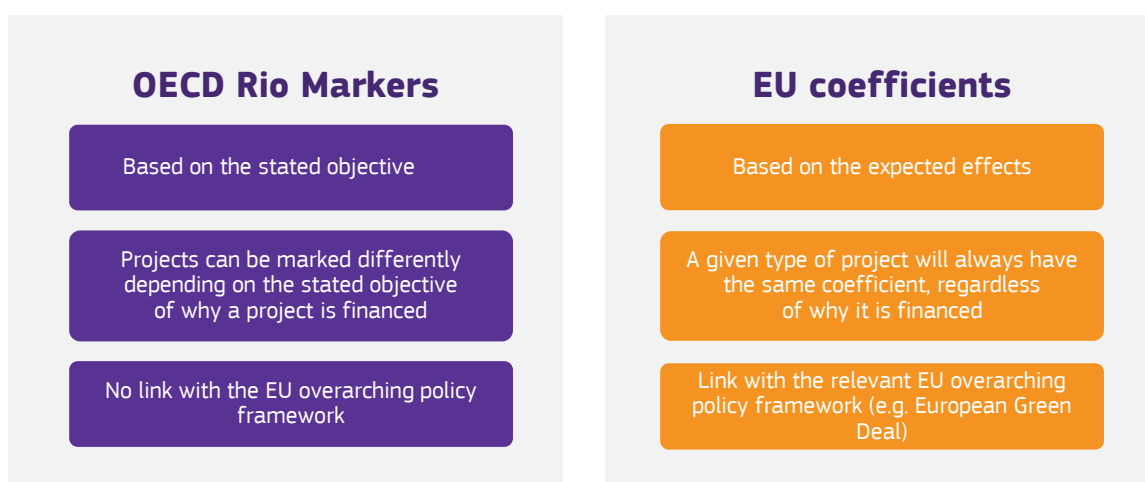 OECD Rio Markers
Based on the stated objective
Projects can be marked differently
depending on the stated objective
of why a project is financed
No link with the EU overarching policy
framework
EU coefficients
Based on the expected effects
A given type of project will always have
the same coefficient, regardless
of why it is financed
Link with the relevant EU overarching
policy framework (e.g. European Green
Deal)